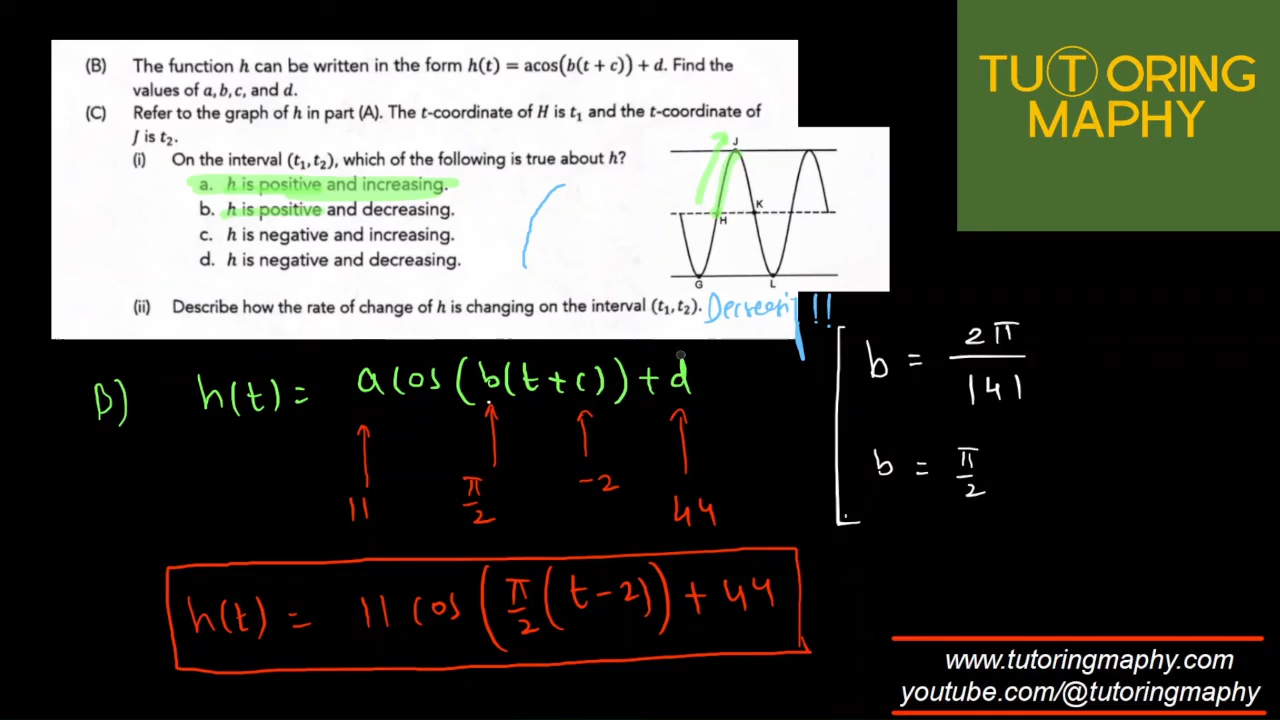 (B) The function h can be written in the form h(t) = acos(b(t + c)) + d. Find the
values of a, b, c, and d.
(C) Refer to the graph of h in part (A). The t-coordinate of H is t₁ and the t-coordinate of
J is t₂.
(i) On the interval (t₁, t₂), which of the following is true about h?
a. h is positive and increasing.
b. h is positive and decreasing.
c. h is negative and increasing.
d. h is negative and decreasing.
(ii) Describe how the rate of change of h is changing on the interval (t₁, t₂).
J
K
H
G
L
TUTORING
MAPHY
B) h(t) = a cos (b(t+c)) + d
11
π/2
-2
44
h(t) = 11 cos (π/2 (t-2)) + 44
b = 2π/|4|
b = π/2
www.tutoringmaphy.com
youtube.com/@tutoringmaphy